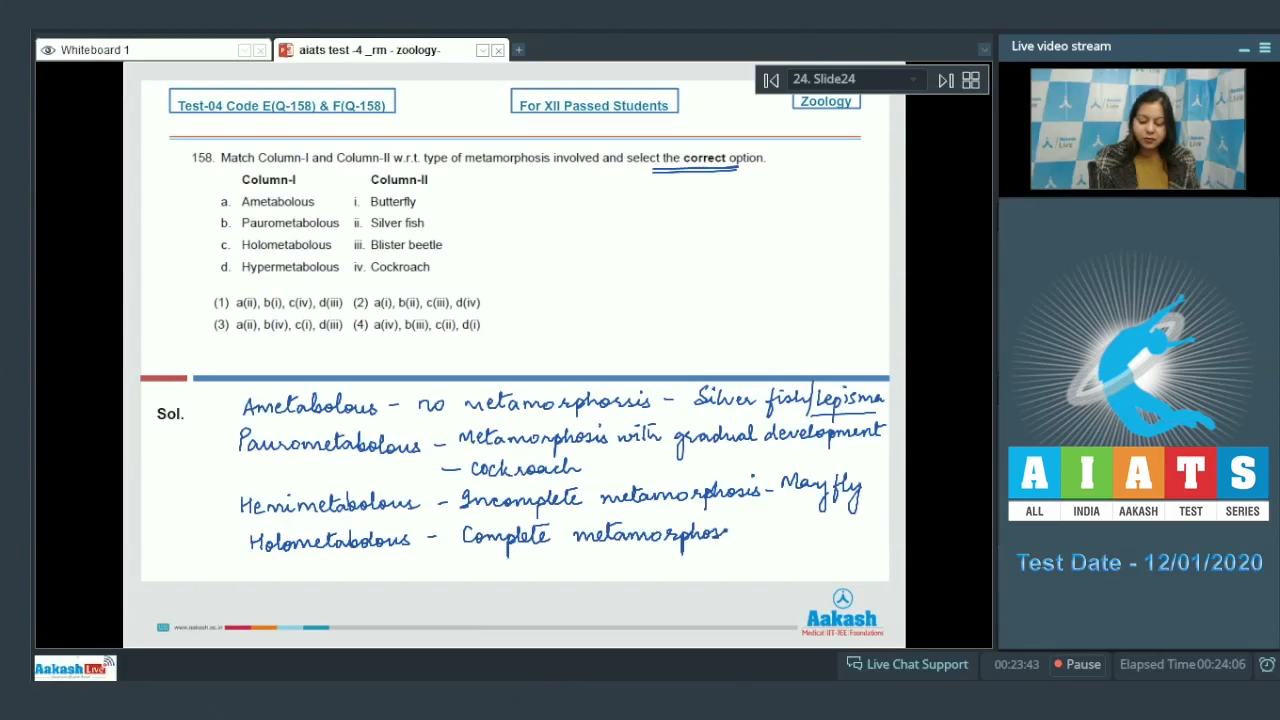 Whiteboard 1
aiats test -4 _rm - zoology-
Live video stream
24. Slide24
Test-04 Code E(Q-158) & F(Q-158)
For XII Passed Students
Zoology
158. Match Column-I and Column-II w.r.t. type of metamorphosis involved and select the correct option.
Column-I Column-II
a. Ametabolous i. Butterfly
b. Paurometabolous ii. Silver fish
c. Holometabolous iii. Blister beetle
d. Hypermetabolous iv. Cockroach
(1) a(ii), b(i), c(iv), d(iii) (2) a(i), b(ii), c(iii), d(iv)
(3) a(ii), b(iv), c(i), d(iii) (4) a(iv), b(iii), c(ii), d(i)
Sol.
Ametabolous - no metamorphosis - Silver fish/Lepisma
Paurometabolous - Metamorphosis with gradual development
- cockroach
Hemimetabolous - Incomplete metamorphosis - Mayfly
Holometabolous - Complete metamorphos
www.aakash.ac.in
Aakash
Medical|IIT-JEE|Foundations
AIATS
ALL INDIA AAKASH TEST SERIES
Test Date - 12/01/2020
Aakash Live
Live Chat Support
00:23:43
Pause
Elapsed Time 00:24:06